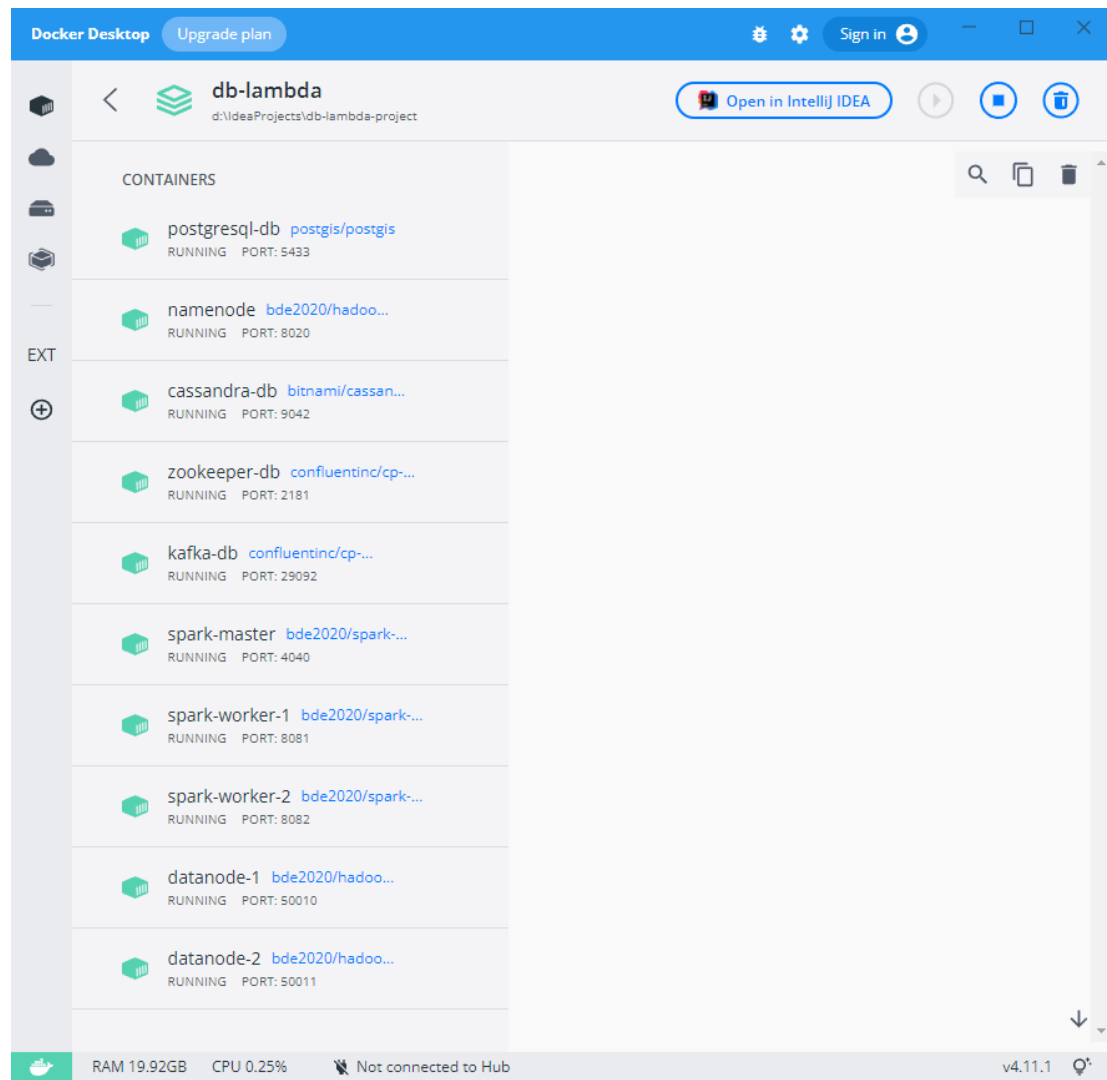 Docker Desktop Upgrade plan Sign in
db-lambda
d:\IdeaProjects\db-lambda-project
Open in IntelliJ IDEA
CONTAINERS
postgresql-db postgis/postgis
RUNNING PORT: 5433
namenode bde2020/hadoo...
RUNNING PORT: 8020
EXT
cassandra-db bitnami/cassan...
RUNNING PORT: 9042
zookeeper-db confluentinc/cp-...
RUNNING PORT: 2181
kafka-db confluentinc/cp-...
RUNNING PORT: 29092
spark-master bde2020/spark-...
RUNNING PORT: 4040
spark-worker-1 bde2020/spark-...
RUNNING PORT: 8081
spark-worker-2 bde2020/spark-...
RUNNING PORT: 8082
datanode-1 bde2020/hadoo...
RUNNING PORT: 50010
datanode-2 bde2020/hadoo...
RUNNING PORT: 50011
RAM 19.92GB CPU 0.25% Not connected to Hub v4.11.1